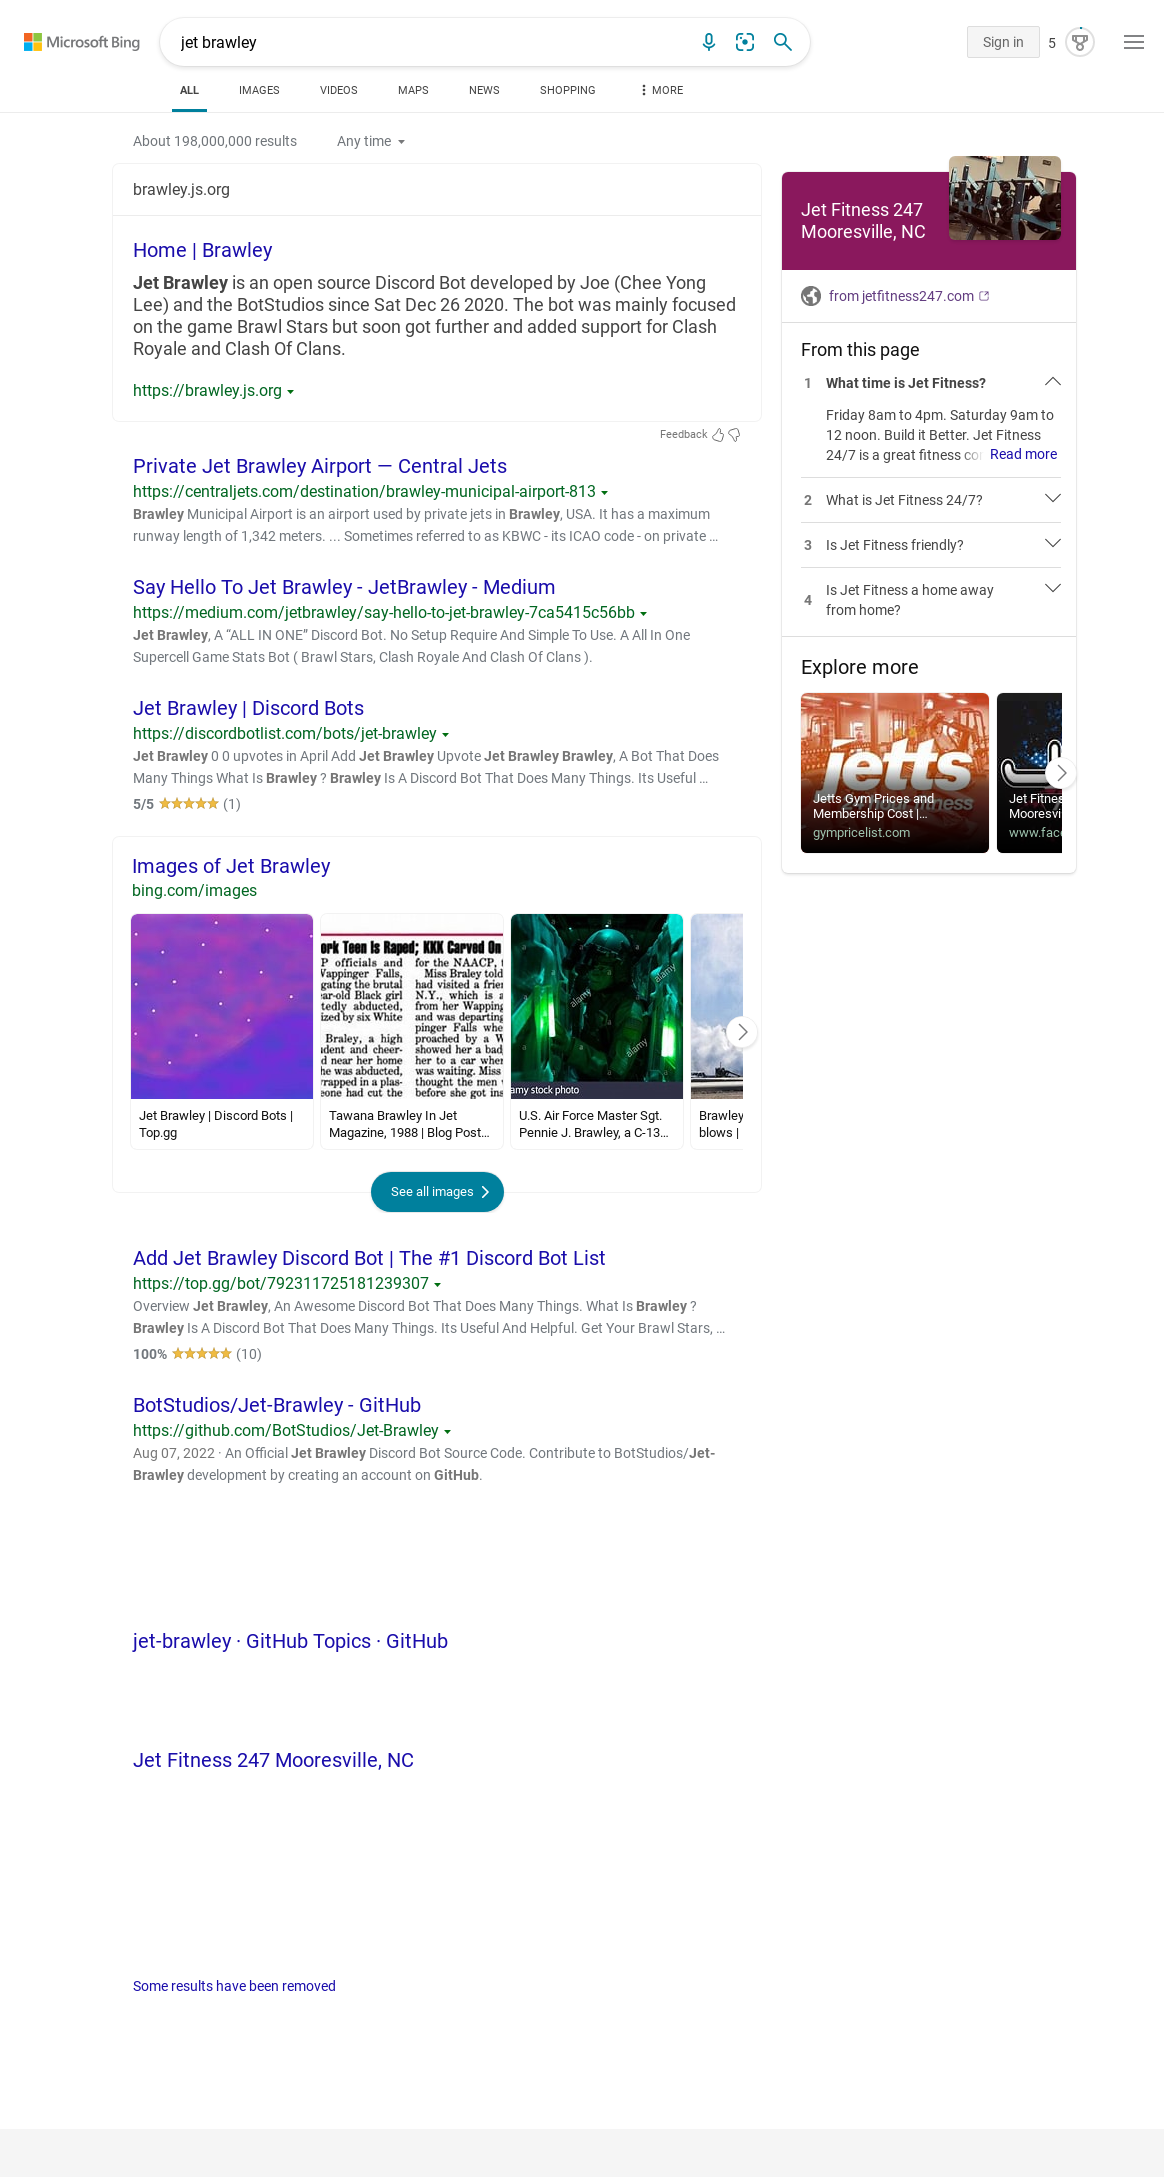 Microsoft Bing
jet brawley
Sign in
5
ALL
IMAGES
VIDEOS
MAPS
NEWS
SHOPPING
MORE
About 198,000,000 results
Any time
brawley.js.org
Home | Brawley
Jet Brawley is an open source Discord Bot developed by Joe (Chee Yong
Lee) and the BotStudios since Sat Dec 26 2020. The bot was mainly focused
on the game Brawl Stars but soon got further and added support for Clash
Royale and Clash Of Clans.
https://brawley.js.org
Feedback
Private Jet Brawley Airport — Central Jets
https://centraljets.com/destination/brawley-municipal-airport-813
Brawley Municipal Airport is an airport used by private jets in Brawley, USA. It has a maximum
runway length of 1,342 meters. ... Sometimes referred to as KBWC - its ICAO code - on private …
Say Hello To Jet Brawley - JetBrawley - Medium
https://medium.com/jetbrawley/say-hello-to-jet-brawley-7ca5415c56bb
Jet Brawley, A “ALL IN ONE” Discord Bot. No Setup Require And Simple To Use. A All In One
Supercell Game Stats Bot ( Brawl Stars, Clash Royale And Clash Of Clans ).
Jet Brawley | Discord Bots
https://discordbotlist.com/bots/jet-brawley
Jet Brawley 0 0 upvotes in April Add Jet Brawley Upvote Jet Brawley Brawley, A Bot That Does
Many Things What Is Brawley ? Brawley Is A Discord Bot That Does Many Things. Its Useful …
5/5 (1)
Images of Jet Brawley
bing.com/images
ork Teen Is Raped; KKK Carved On
P officials and
Wappinger Falls,
gating the brutal
ear-old Black girl
tedly abducted,
ized by six White
Braley, a high
dent and cheer-
d near her home
he was abducted,
rapped in a plas-
eone had cut the
for the NAACP, t
Miss Braley told
had visited a frien
N.Y., which is a
from her Wapping
and was departing
pinger Falls whe
proached by a W
showed her a bad
her to a car wher
was waiting. Miss
thought the men w
before she got ins
alamy
alamy
alamy
amy stock photo
Jet Brawley | Discord Bots |
Top.gg
Tawana Brawley In Jet
Magazine, 1988 | Blog Post…
U.S. Air Force Master Sgt.
Pennie J. Brawley, a C-13…
Brawley
blows |
See all images
Add Jet Brawley Discord Bot | The #1 Discord Bot List
https://top.gg/bot/792311725181239307
Overview Jet Brawley, An Awesome Discord Bot That Does Many Things. What Is Brawley ?
Brawley Is A Discord Bot That Does Many Things. Its Useful And Helpful. Get Your Brawl Stars, …
100% (10)
BotStudios/Jet-Brawley - GitHub
https://github.com/BotStudios/Jet-Brawley
Aug 07, 2022 · An Official Jet Brawley Discord Bot Source Code. Contribute to BotStudios/Jet-
Brawley development by creating an account on GitHub.
jet-brawley · GitHub Topics · GitHub
Jet Fitness 247 Mooresville, NC
Some results have been removed
Jet Fitness 247
Mooresville, NC
from jetfitness247.com
From this page
1 What time is Jet Fitness?
Friday 8am to 4pm. Saturday 9am to
12 noon. Build it Better. Jet Fitness
24/7 is a great fitness co Read more
2 What is Jet Fitness 24/7?
3 Is Jet Fitness friendly?
4 Is Jet Fitness a home away
from home?
Explore more
jetts
24 hour fitness
Jetts Gym Prices and
Membership Cost |…
gympricelist.com
Jet Fitnes
Mooresvi
www.face